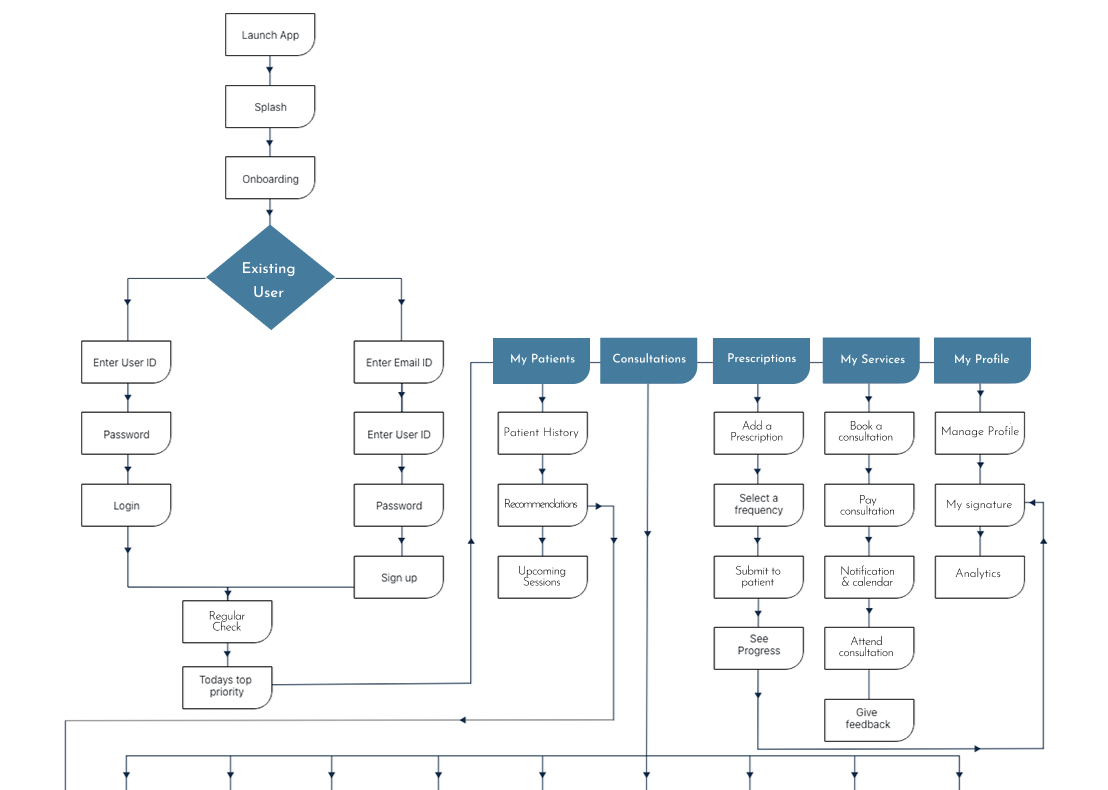 Launch App
Splash
Onboarding
Existing
User
Enter User ID
Password
Login
Enter Email ID
Enter User ID
Password
Sign up
Regular
Check
Todays top
priority
My Patients
Patient History
Recommendations
Upcoming
Sessions
Consultations
Prescriptions
Add a
Prescription
Select a
frequency
Submit to
patient
See
Progress
My Services
Book a
consultation
Pay
consultation
Notification
& calendar
Attend
consultation
Give
feedback
My Profile
Manage Profile
My signature
Analytics